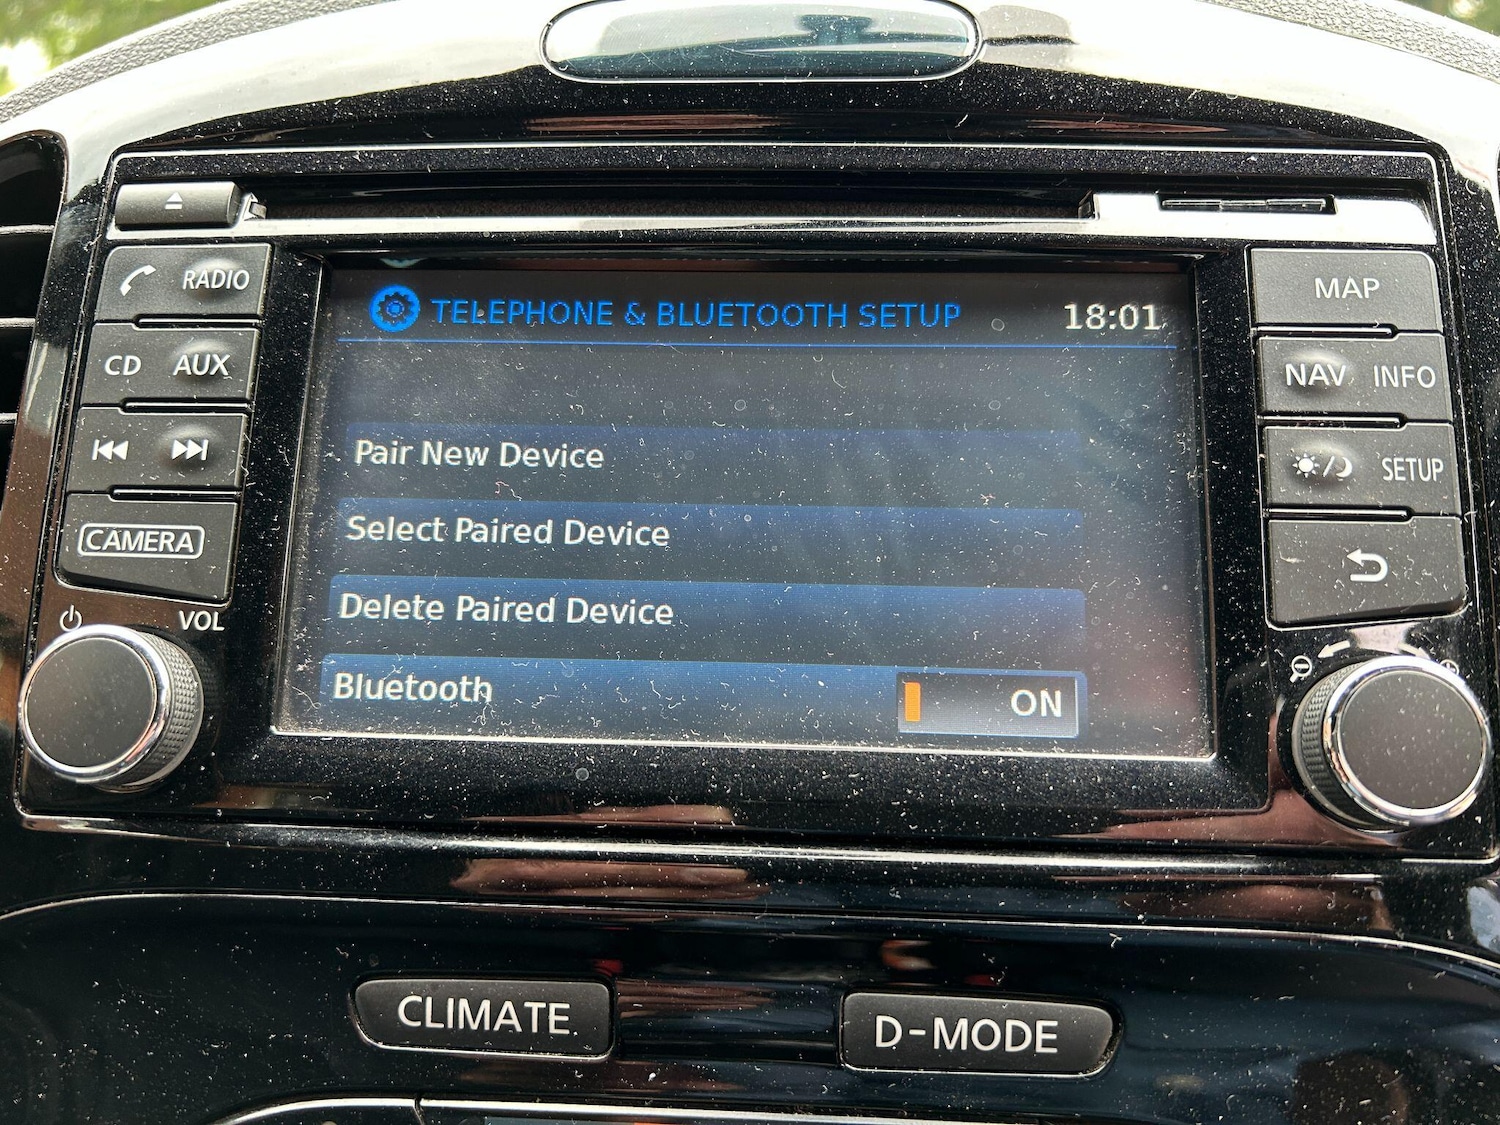 TELEPHONE & BLUETOOTH SETUP 18:01
Pair New Device
Select Paired Device
Delete Paired Device
Bluetooth ON
RADIO
CD AUX
CAMERA
VOL
MAP
NAV INFO
SETUP
CLIMATE
D-MODE